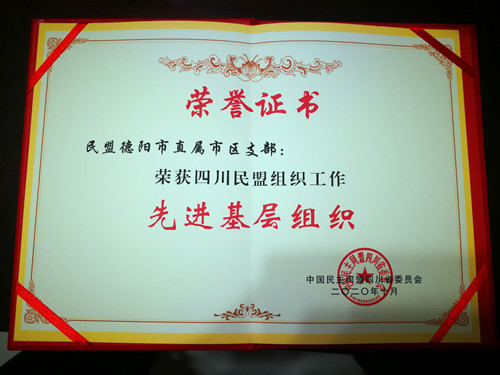 荣誉证书
民盟德阳市直属市区支部：
荣获四川民盟组织工作
先进基层组织
中国民主同盟四川省委员会
二〇二〇年十月